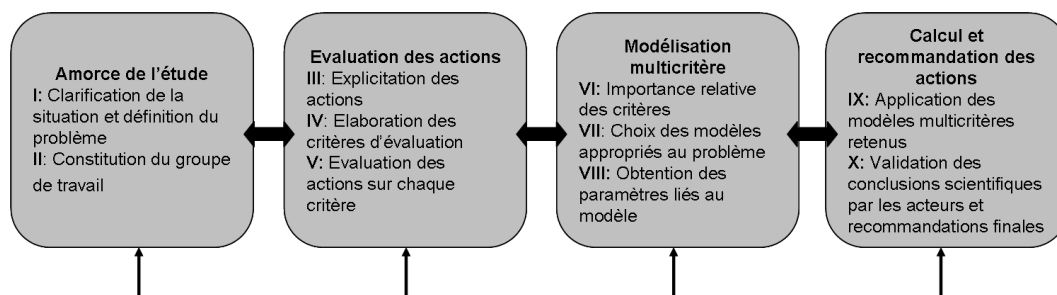 Amorce de l'étude
I: Clarification de la
situation et définition du
problème
II: Constitution du groupe
de travail
Evaluation des actions
III: Explicitation des
actions
IV: Elaboration des
critères d'évaluation
V: Evaluation des
actions sur chaque
critère
Modélisation
multicritère
VI: Importance relative
des critères
VII: Choix des modèles
appropriés au problème
VIII: Obtention des
paramètres liés au
modèle
Calcul et
recommandation des
actions
IX: Application des
modèles multicritères
retenus
X: Validation des
conclusions scientifiques
par les acteurs et
recommandations finales